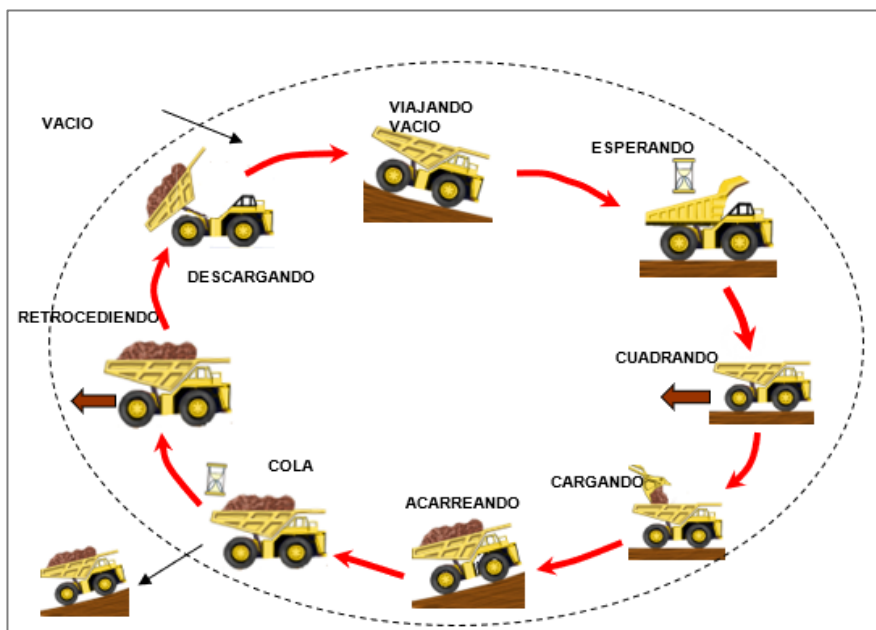 VACIO
VIAJANDO
VACIO
ESPERANDO
DESCARGANDO
RETROCEDIENDO
CUADRANDO
COLA
CARGANDO
ACARREANDO